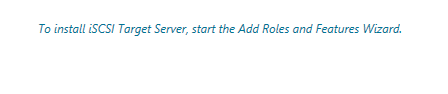 To install iSCSI Target Server, start the Add Roles and Features Wizard.